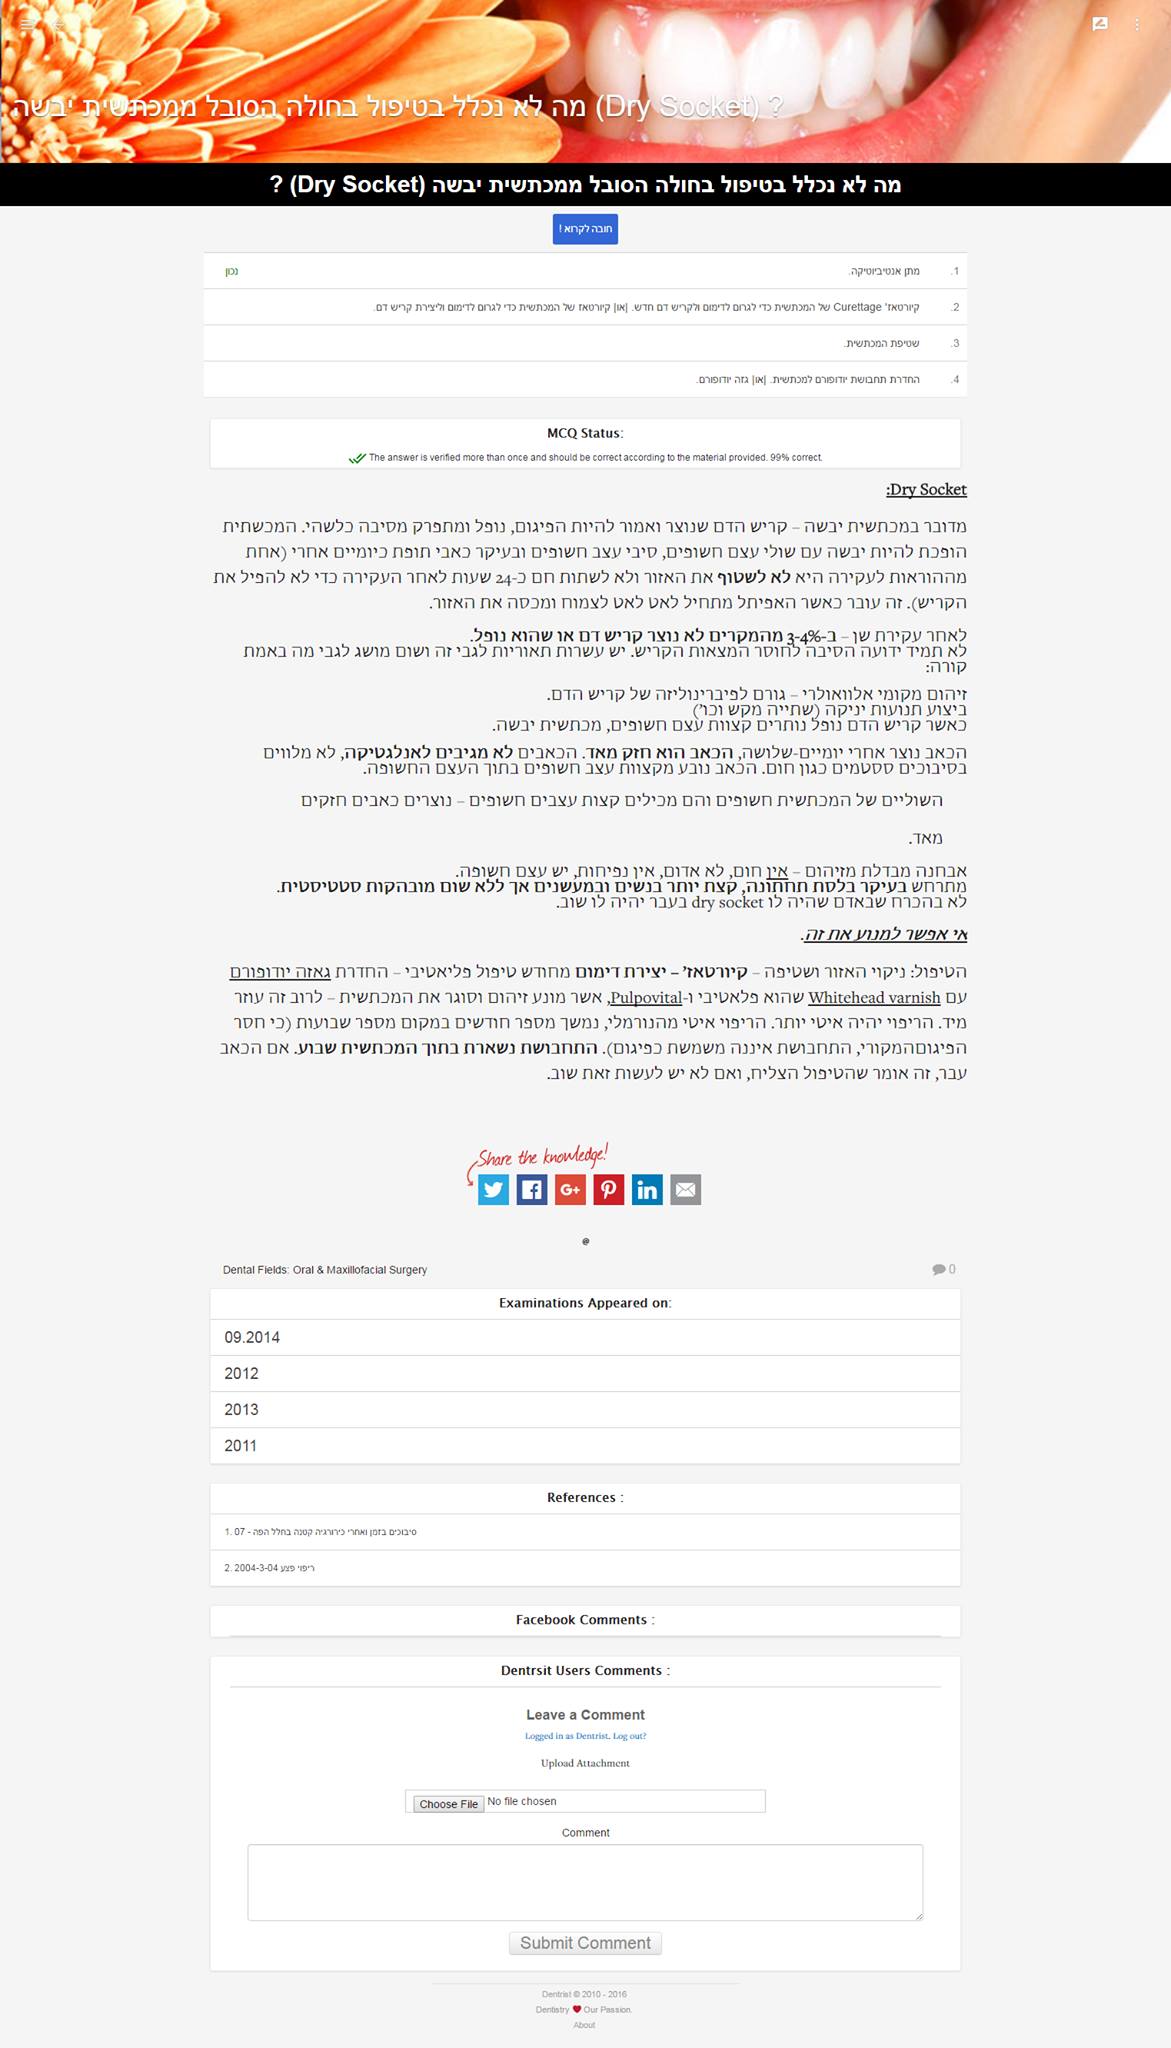 מה לא נכלל בטיפול בחולה הסובל ממכתשית יבשה (Dry Socket) ?
מה לא נכלל בטיפול בחולה הסובל ממכתשית יבשה (Dry Socket) ?
חובה לקרוא !
1. מתן אנטיביוטיקה. נכון
2. קיורטאז' Curettage של המכתשית כדי לגרום לדימום ולקריש דם חדש. |או| קיורטאז של המכתשית כדי לגרום לדימום וליצירת קריש דם.
3. שטיפת המכתשית.
4. החדרת תחבושת יודופורם למכתשית. |או| גזה יודופורם.
MCQ Status:
The answer is verified more than once and should be correct according to the material provided. 99% correct.
Dry Socket:
מדובר במכתשית יבשה – קריש הדם שנוצר ואמור להיות הפיגום, נופל ומתפרק מסיבה כלשהי. המכשתית
הופכת להיות יבשה עם שולי עצם חשופים, סיבי עצב חשופים ובעיקר כאבי תופת כיומיים אחרי (אחת
מההוראות לעקירה היא לא לשטוף את האזור ולא לשתות חם כ-24 שעות לאחר העקירה כדי לא להפיל את
הקריש). זה עובר כאשר האפיתל מתחיל לאט לאט לצמוח ומכסה את האזור.
לאחר עקירת שן – ב-3-4% מהמקרים לא נוצר קריש דם או שהוא נופל.
לא תמיד ידועה הסיבה לחוסר המצאות הקריש. יש עשרות תאוריות לגבי זה ושום מושג לגבי מה באמת
קורה:
זיהום מקומי אלוואולרי – גורם לפיברינוליזה של קריש הדם.
ביצוע תנועות יניקה (שתייה מקש וכו')
כאשר קריש הדם נופל נותרים קצוות עצם חשופים, מכתשית יבשה.
הכאב נוצר אחרי יומיים-שלושה, הכאב הוא חזק מאד. הכאבים לא מגיבים לאנלגטיקה, לא מלווים
בסיבוכים ססטמים כגון חום. הכאב נובע מקצוות עצב חשופים בתוך העצם החשופה.
השוליים של המכתשית חשופים והם מכילים קצות עצבים חשופים – נוצרים כאבים חזקים
מאד.
אבחנה מבדלת מזיהום – אין חום, לא אדום, אין נפיחות, יש עצם חשופה.
מתרחש בעיקר בלסת תחתונה, קצת יותר בנשים ובמעשנים אך ללא שום מובהקות סטטיסטית.
לא בהכרח שבאדם שהיה לו dry socket בעבר יהיה לו שוב.
אי אפשר למנוע את זה.
הטיפול: ניקוי האזור ושטיפה – קיורטאז' – יצירת דימום מחודש טיפול פליאטיבי – החדרת גאזה יודופורם
עם Whitehead varnish שהוא פלאטיבי ו-Pulpovital, אשר מונע זיהום וסוגר את המכתשית – לרוב זה עוזר
מיד. הריפוי יהיה איטי יותר. הריפוי איטי מהנורמלי, נמשך מספר חודשים במקום מספר שבועות (כי חסר
הפיגוםהמקורי, התחבושת איננה משמשת כפיגום). התחבושת נשארת בתוך המכתשית שבוע. אם הכאב
עבר, זה אומר שהטיפול הצליח, ואם לא יש לעשות זאת שוב.
Share the knowledge!
@
Dental Fields: Oral & Maxillofacial Surgery 0
Examinations Appeared on:
09.2014
2012
2013
2011
References :
1. 07 - סיבוכים בזמן ואחרי כירורגיה קטנה בחלל הפה
2. 2004-3-04 ריפוי פצע
Facebook Comments :
Dentrsit Users Comments :
Leave a Comment
Logged in as Dentrist. Log out?
Upload Attachment
Choose File No file chosen
Comment
Submit Comment
Dentrist © 2010 - 2016
Dentistry ❤ Our Passion.
About